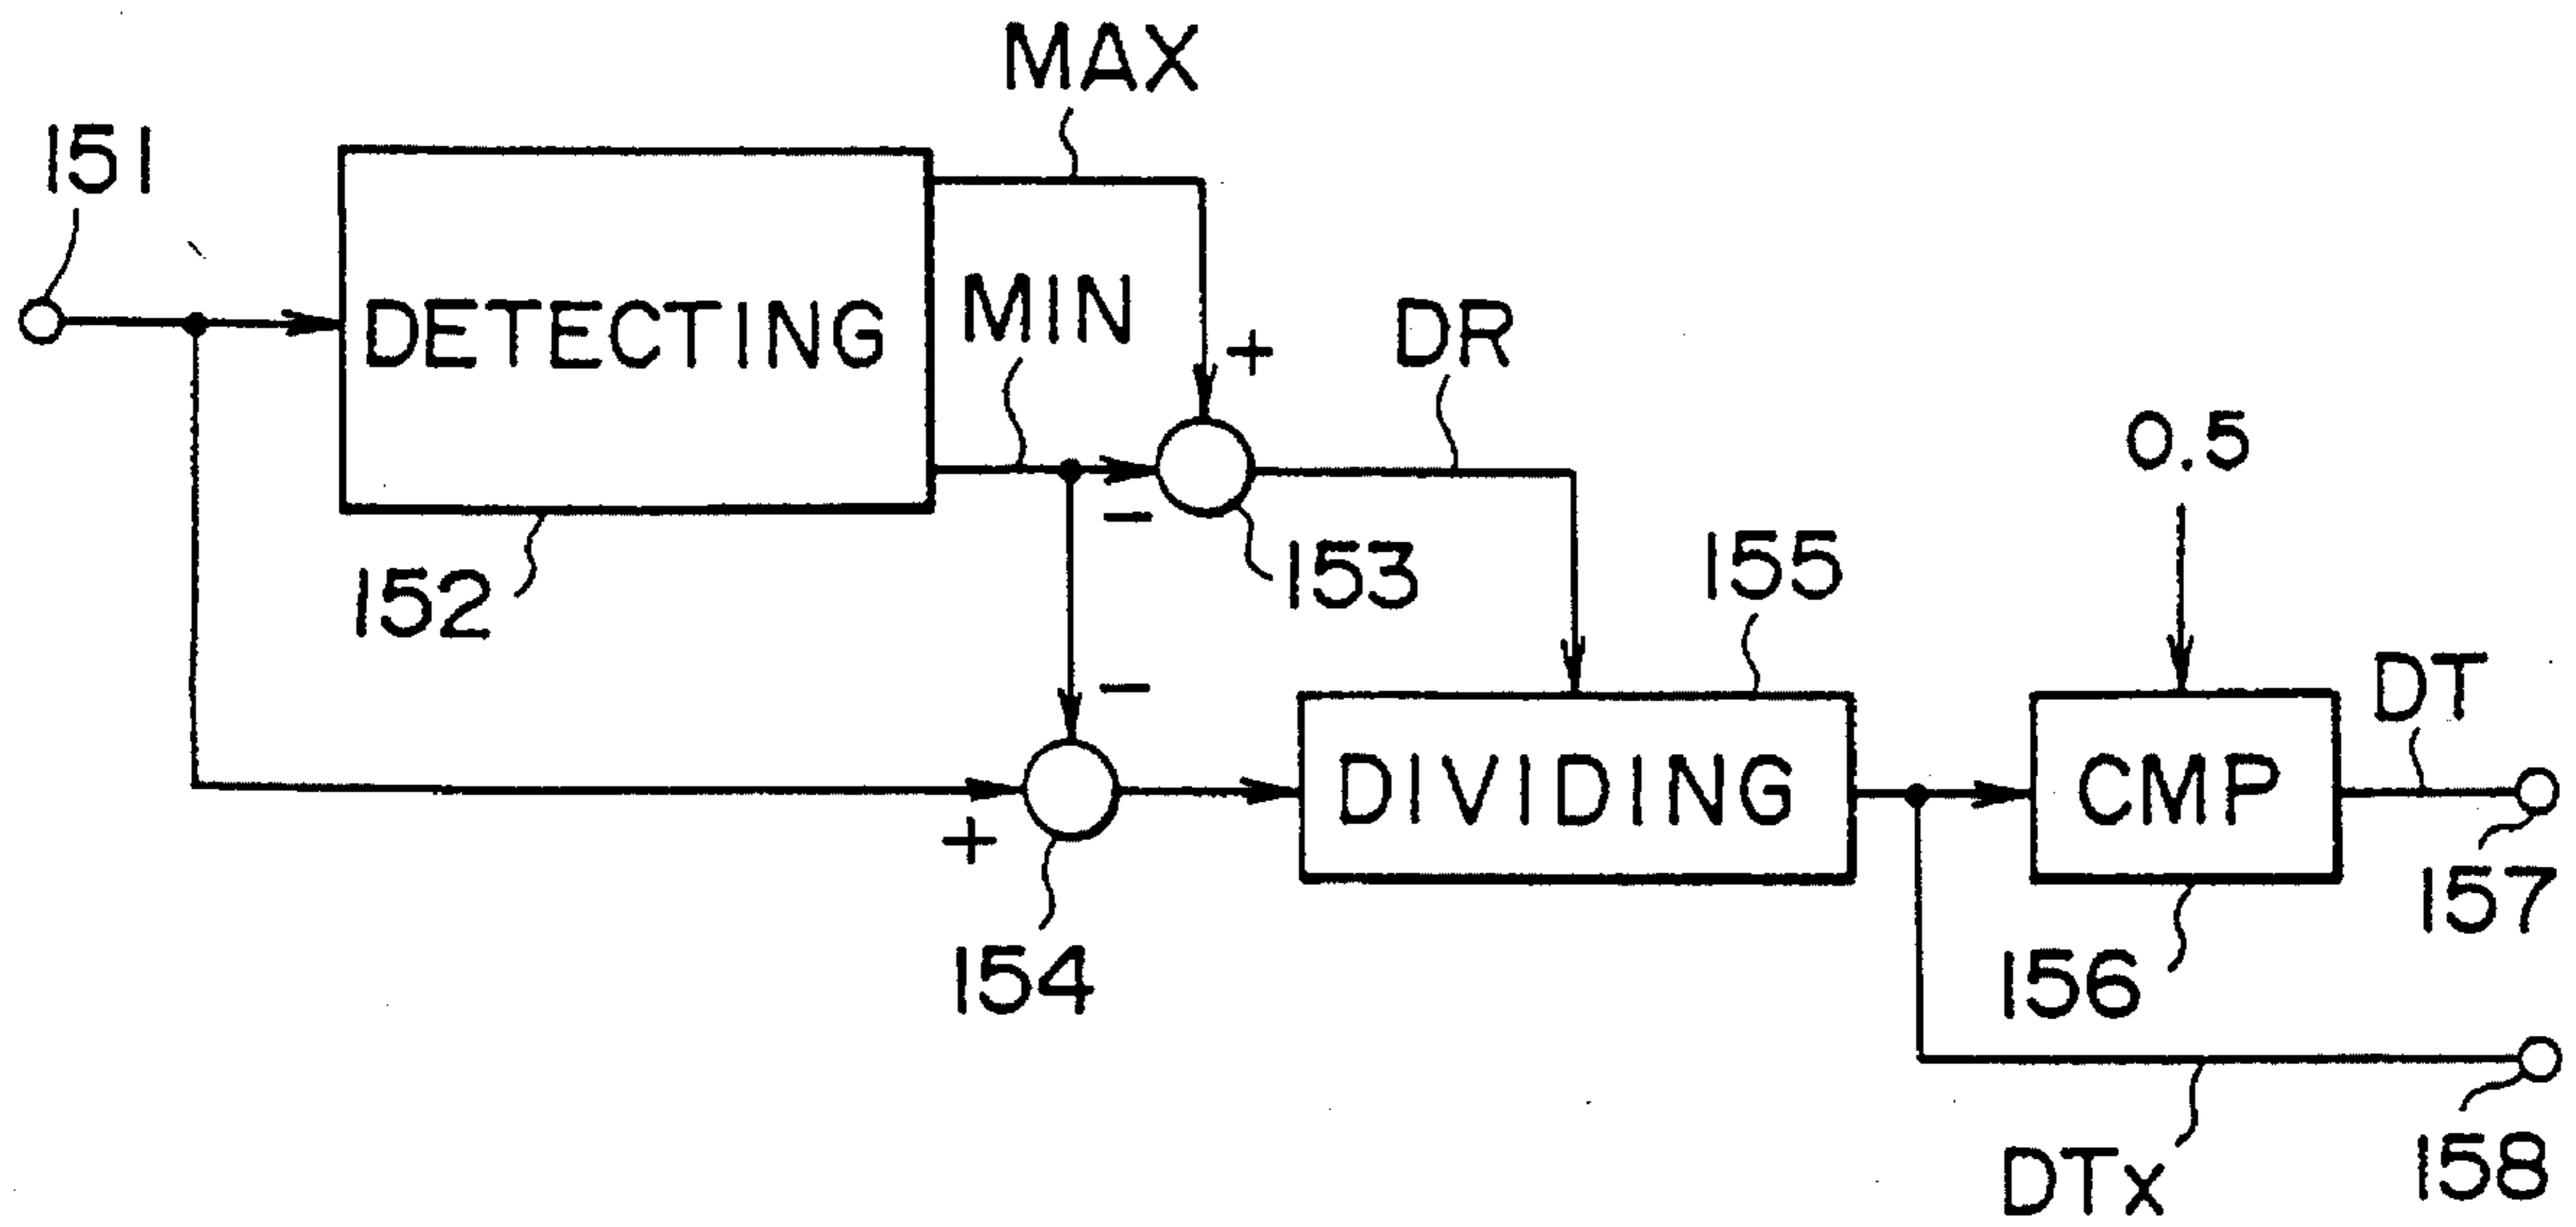 MAX
151
DETECTING
MIN
+
DR
0.5
−
152
153
155
−
DT
DIVIDING
CMP
+
157
154
156
DTx
158